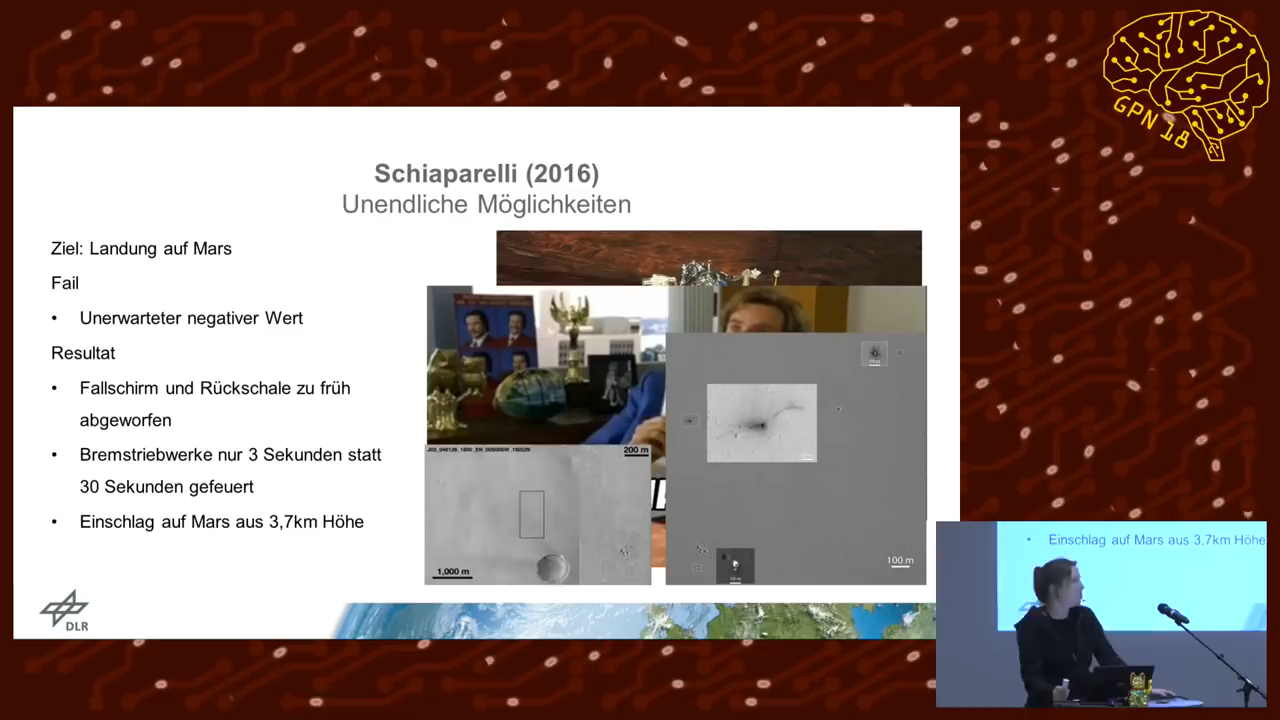 GPN 18
Schiaparelli (2016)
Unendliche Möglichkeiten
Ziel: Landung auf Mars
Fail
• Unerwarteter negativer Wert
Resultat
• Fallschirm und Rückschale zu früh
abgeworfen
• Bremstriebwerke nur 3 Sekunden statt
30 Sekunden gefeuert
• Einschlag auf Mars aus 3,7km Höhe
200 m
1,000 m
100 m
DLR
• Einschlag auf Mars aus 3,7km Höhe